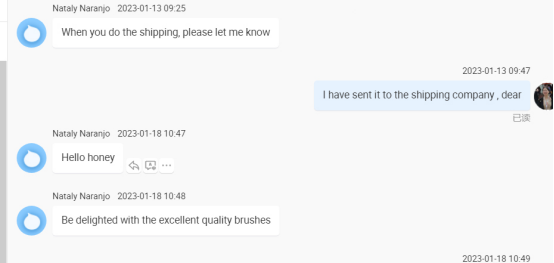 Nataly Naranjo 2023-01-13 09:25
When you do the shipping, please let me know
2023-01-13 09:47
I have sent it to the shipping company , dear
已读
Nataly Naranjo 2023-01-18 10:47
Hello honey
Nataly Naranjo 2023-01-18 10:48
Be delighted with the excellent quality brushes
2023-01-18 10:49